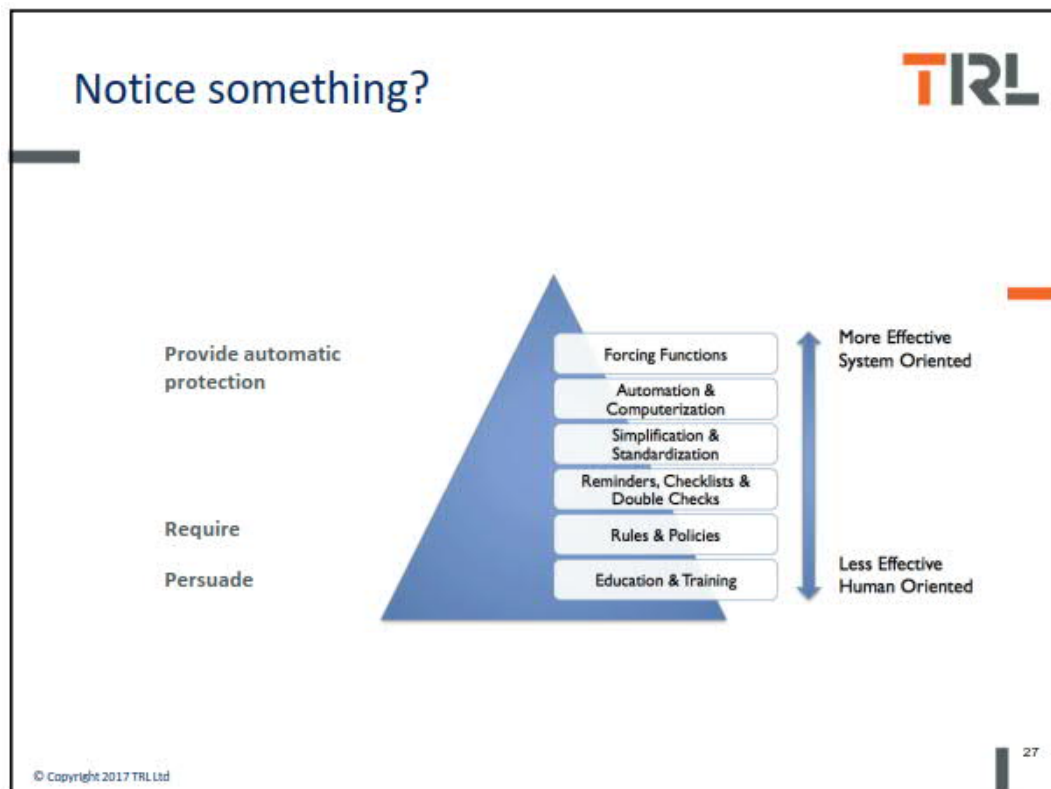 Notice something?
TRL
Provide automatic
protection
Require
Persuade
Forcing Functions
Automation &
Computerization
Simplification &
Standardization
Reminders, Checklists &
Double Checks
Rules & Policies
Education & Training
More Effective
System Oriented
Less Effective
Human Oriented
© Copyright 2017 TRL Ltd
27